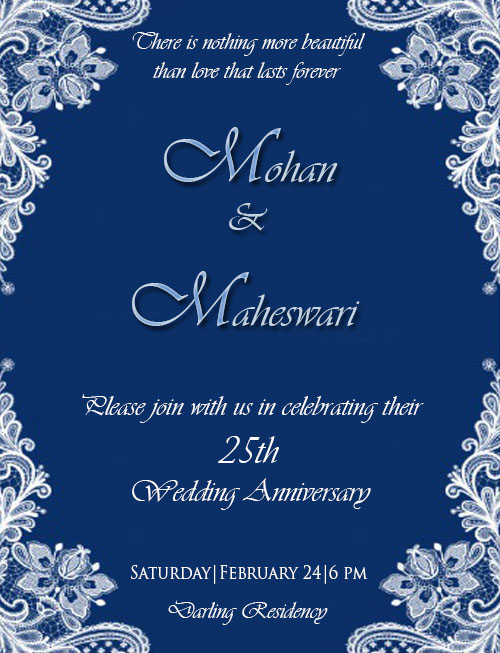 There is nothing more beautiful
than love that lasts forever
Mohan
&
Maheswari
Please join with us in celebrating their
25th
Wedding Anniversary
Saturday|February 24|6 pm
Darling Residency